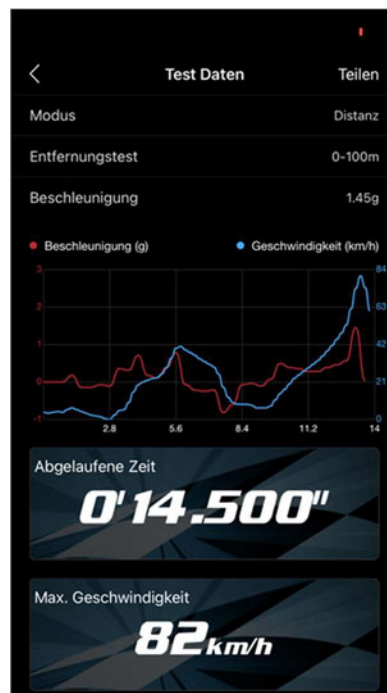 Test Daten Teilen
Modus Distanz
Entfernungstest 0-100m
Beschleunigung 1.45g
Beschleunigung (g) Geschwindigkeit (km/h)
3 84
2 63
1 42
0 21
-1 0
2.8 5.6 8.4 11.2 14
Abgelaufene Zeit
0'14.500"
Max. Geschwindigkeit
82km/h